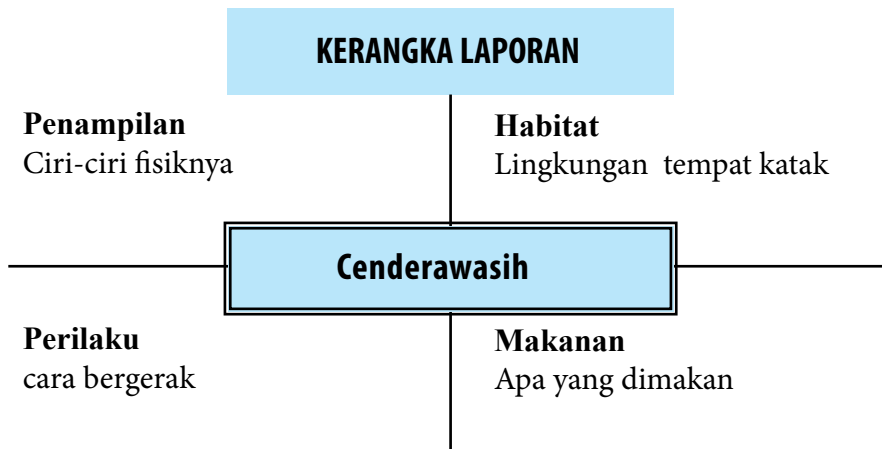 KERANGKA LAPORAN
Penampilan
Ciri-ciri fisiknya
Habitat
Lingkungan tempat katak
Cenderawasih
Perilaku
cara bergerak
Makanan
Apa yang dimakan